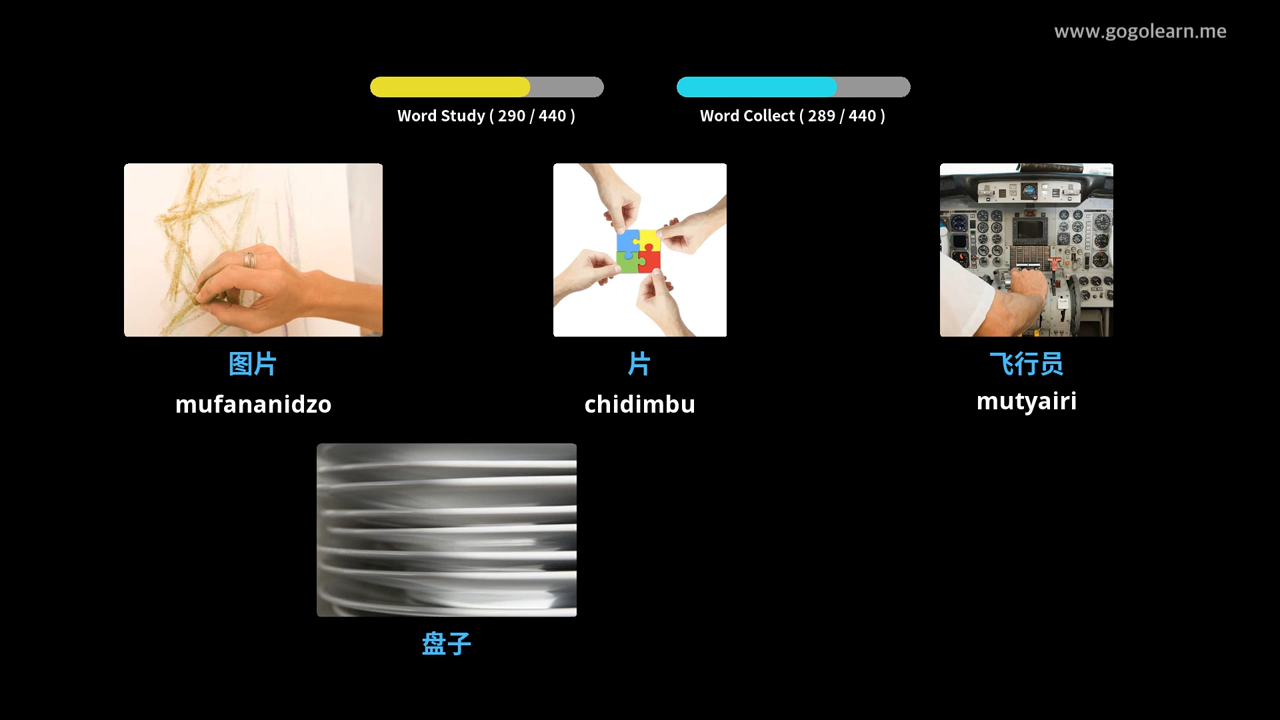 www.gogolearn.me
Word Study ( 290 / 440 )
Word Collect ( 289 / 440 )
图片
mufananidzo
片
chidimbu
飞行员
mutyairi
盘子